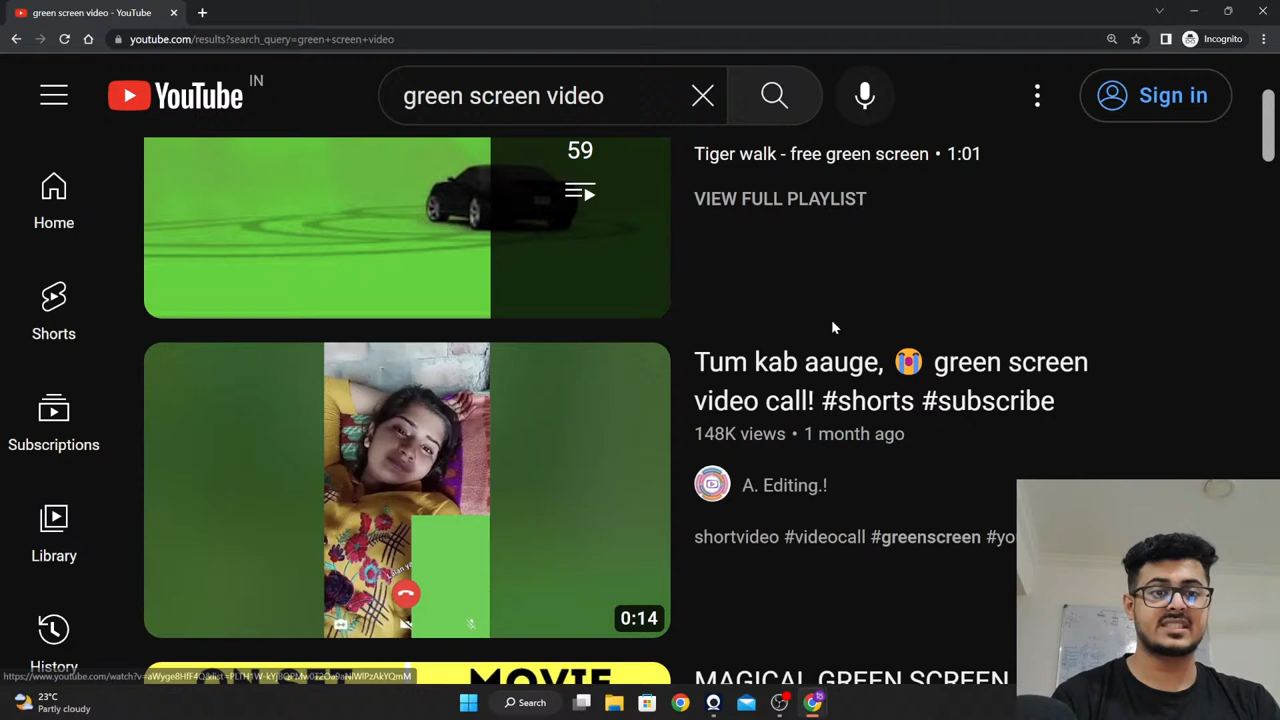 green screen video - YouTube
youtube.com/results?search_query=green+screen+video
Incognito
YouTube IN
green screen video
Sign in
Home
Shorts
Subscriptions
Library
History
59
Tiger walk - free green screen • 1:01
VIEW FULL PLAYLIST
Tum kab aauge, 😭 green screen
video call! #shorts #subscribe
148K views • 1 month ago
A. Editing.!
shortvideo #videocall #greenscreen #yo
0:14
MOVIE
MAGICAL GREEN SCREEN
23°C
Partly cloudy
Search